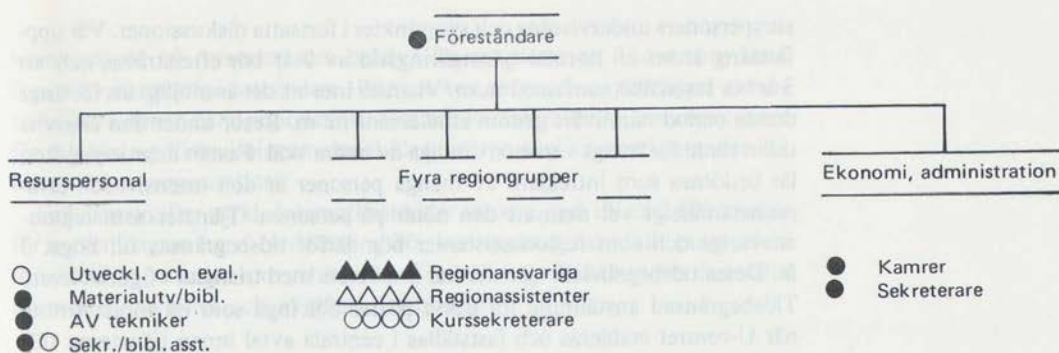 Föreståndare
Resurspersonal
Fyra regiongrupper
Ekonomi, administration
Utveckl. och eval.
Materialutv/bibl.
AV tekniker
Sekr./bibl.asst.
Regionansvariga
regionassistenter
Kurssekreterare
Kamrer
Sekreterare